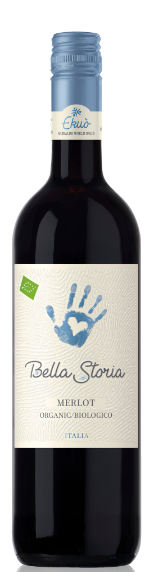 Ekuò
Bella Storia
MERLOT
ORGANIC/BIOLOGICO
ITALIA